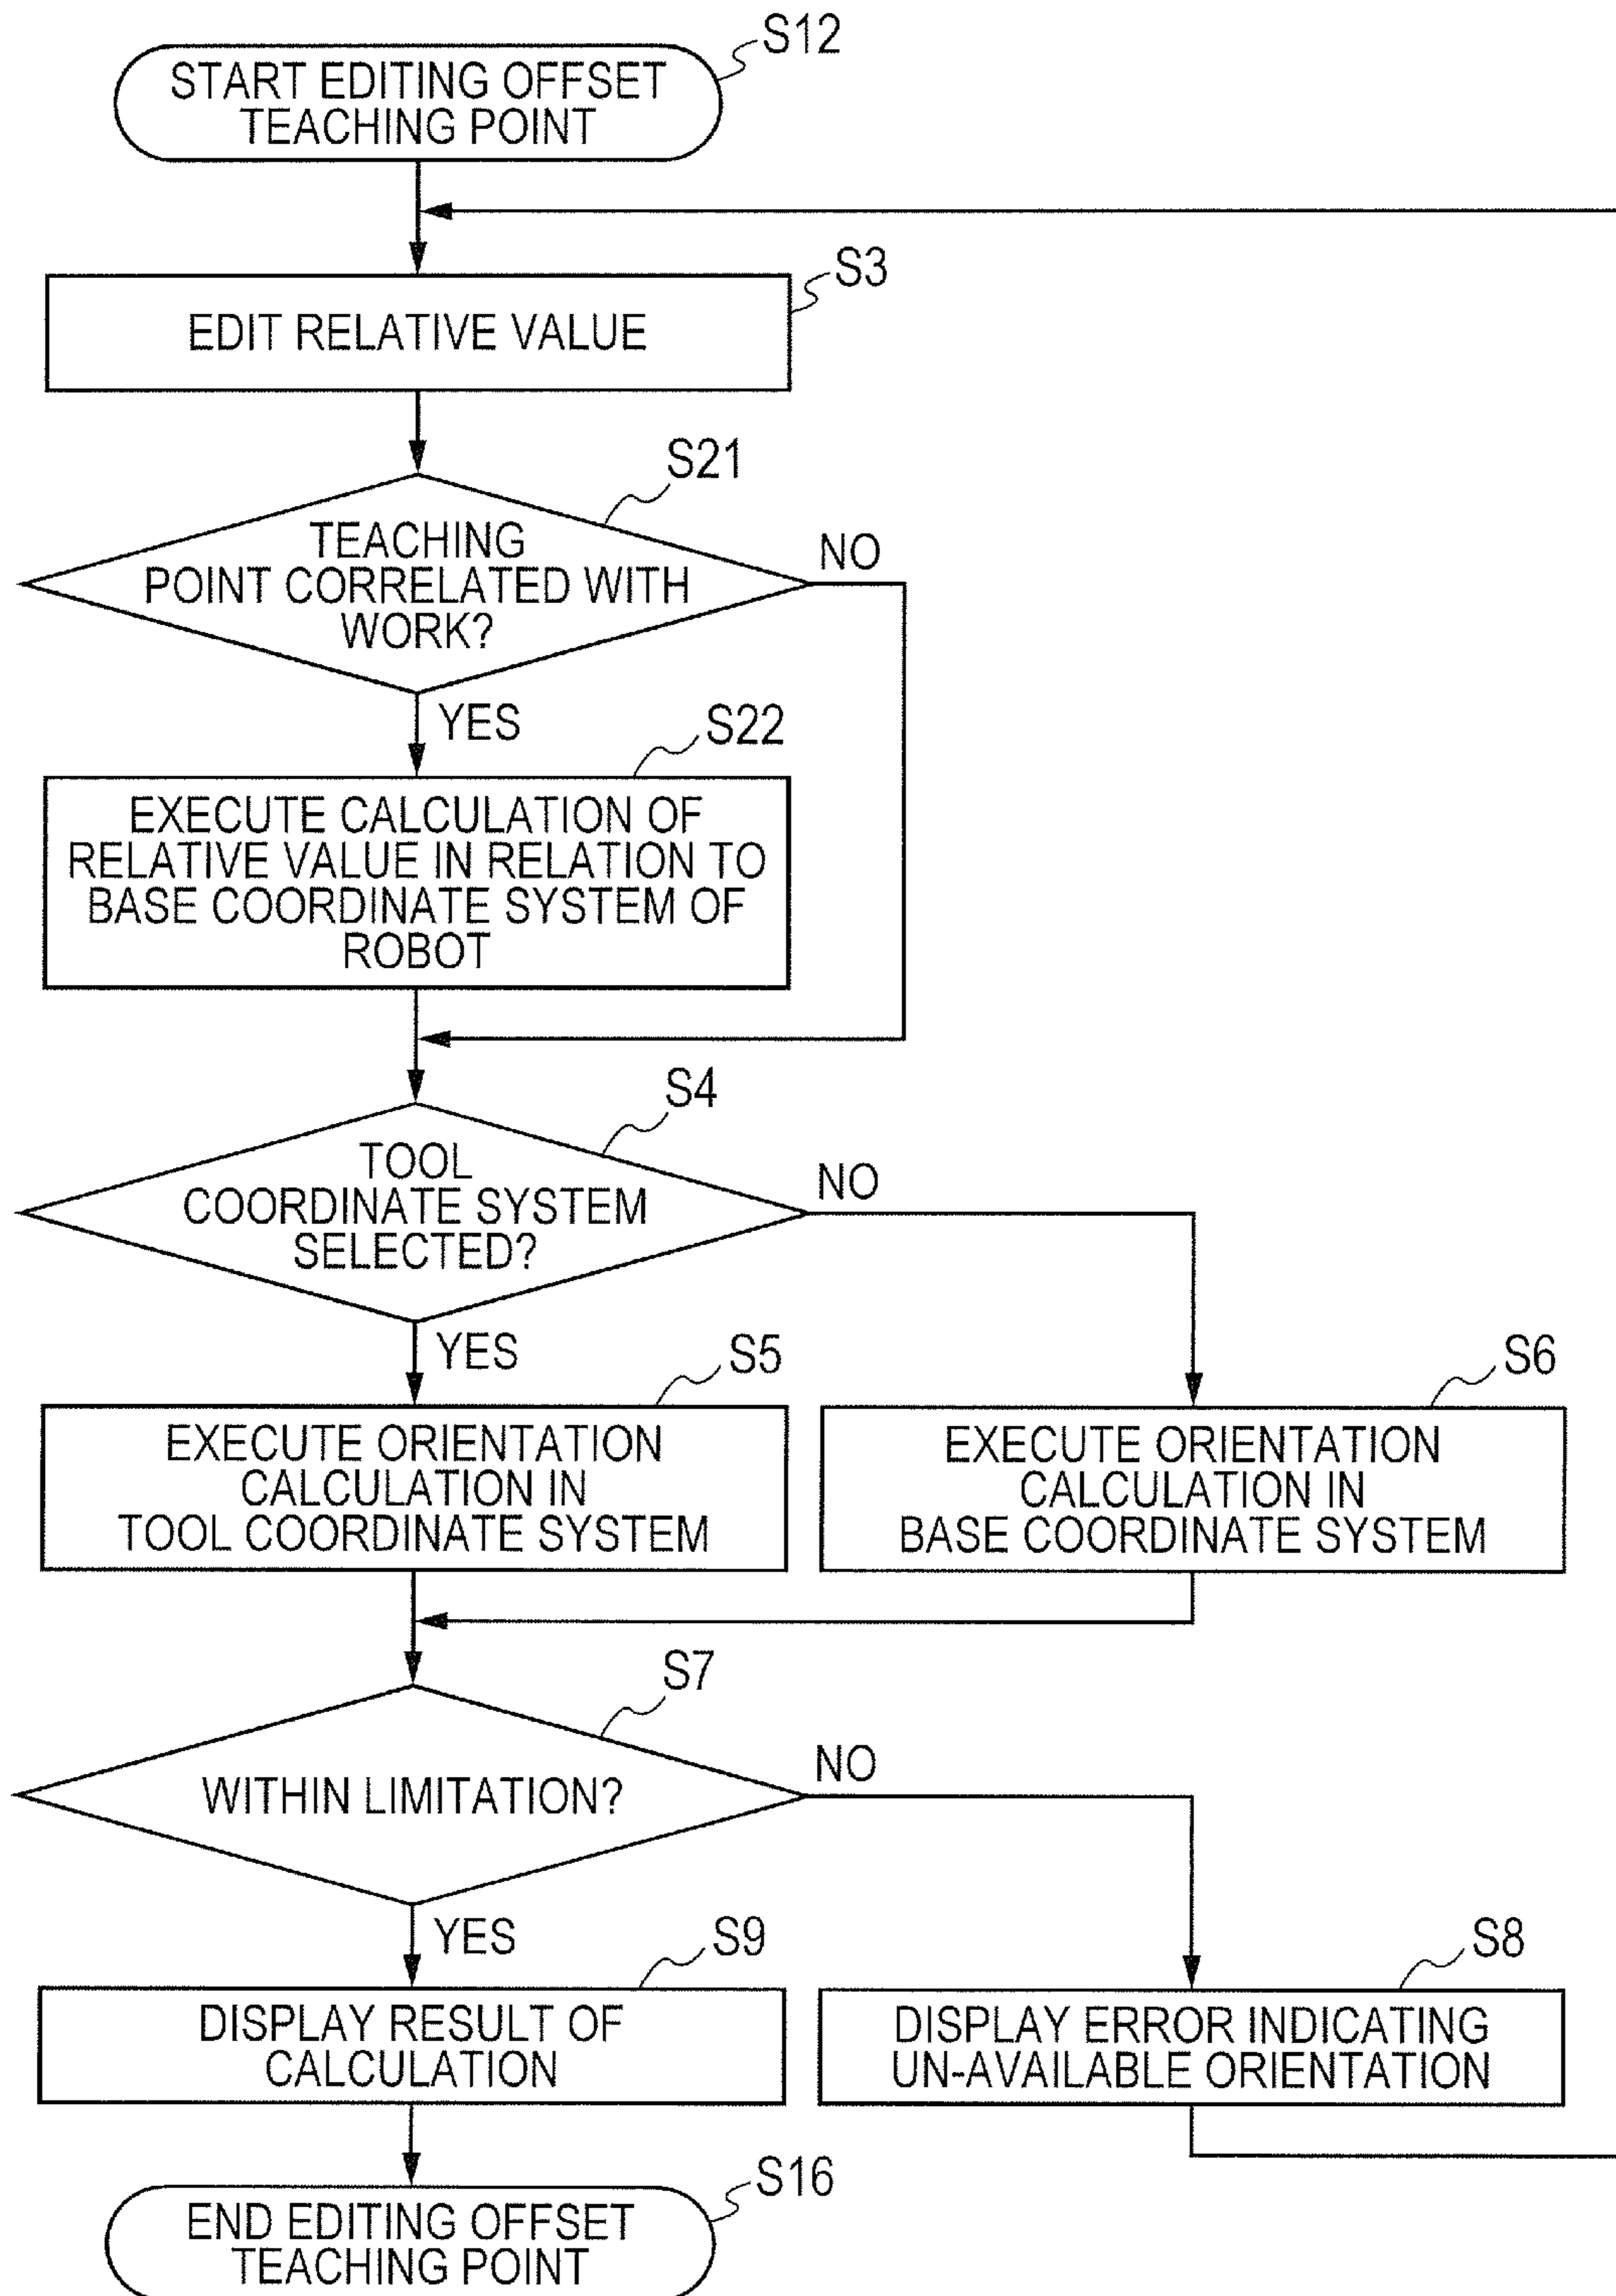 S12
START EDITING OFFSET
TEACHING POINT
S3
EDIT RELATIVE VALUE
S21
TEACHING
POINT CORRELATED WITH
WORK?
NO
YES
S22
EXECUTE CALCULATION OF
RELATIVE VALUE IN RELATION TO
BASE COORDINATE SYSTEM OF
ROBOT
S4
TOOL
COORDINATE SYSTEM
SELECTED?
NO
YES
S5
EXECUTE ORIENTATION
CALCULATION IN
TOOL COORDINATE SYSTEM
S6
EXECUTE ORIENTATION
CALCULATION IN
BASE COORDINATE SYSTEM
S7
WITHIN LIMITATION?
NO
YES
S9
DISPLAY RESULT OF
CALCULATION
S8
DISPLAY ERROR INDICATING
UN-AVAILABLE ORIENTATION
S16
END EDITING OFFSET
TEACHING POINT